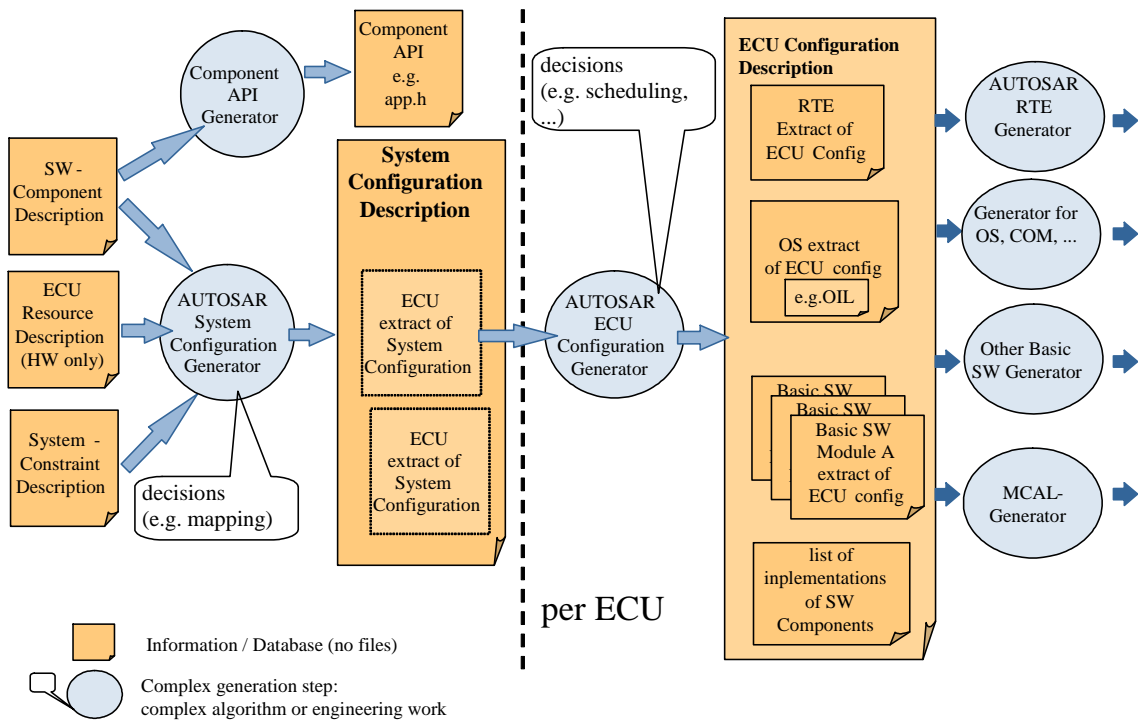 Component
API
Generator
Component
API
e.g.
app.h
SW -
Component
Description
ECU
Resource
Description
(HW only)
System -
Constraint
Description
AUTOSAR
System
Configuration
Generator
decisions
(e.g. mapping)
System
Configuration
Description
ECU
extract of
System
Configuration
ECU
extract of
System
Configuration
decisions
(e.g. scheduling,
...)
AUTOSAR
ECU
Configuration
Generator
per ECU
ECU Configuration
Description
RTE
Extract of
ECU Config
OS extract
of ECU config
e.g.OIL
Basic SW
Basic SW
Basic SW
Module A
extract of
ECU config
list of
inplementations
of SW
Components
AUTOSAR
RTE
Generator
Generator for
OS, COM, ...
Other Basic
SW Generator
MCAL-
Generator
Information / Database (no files)
Complex generation step:
complex algorithm or engineering work